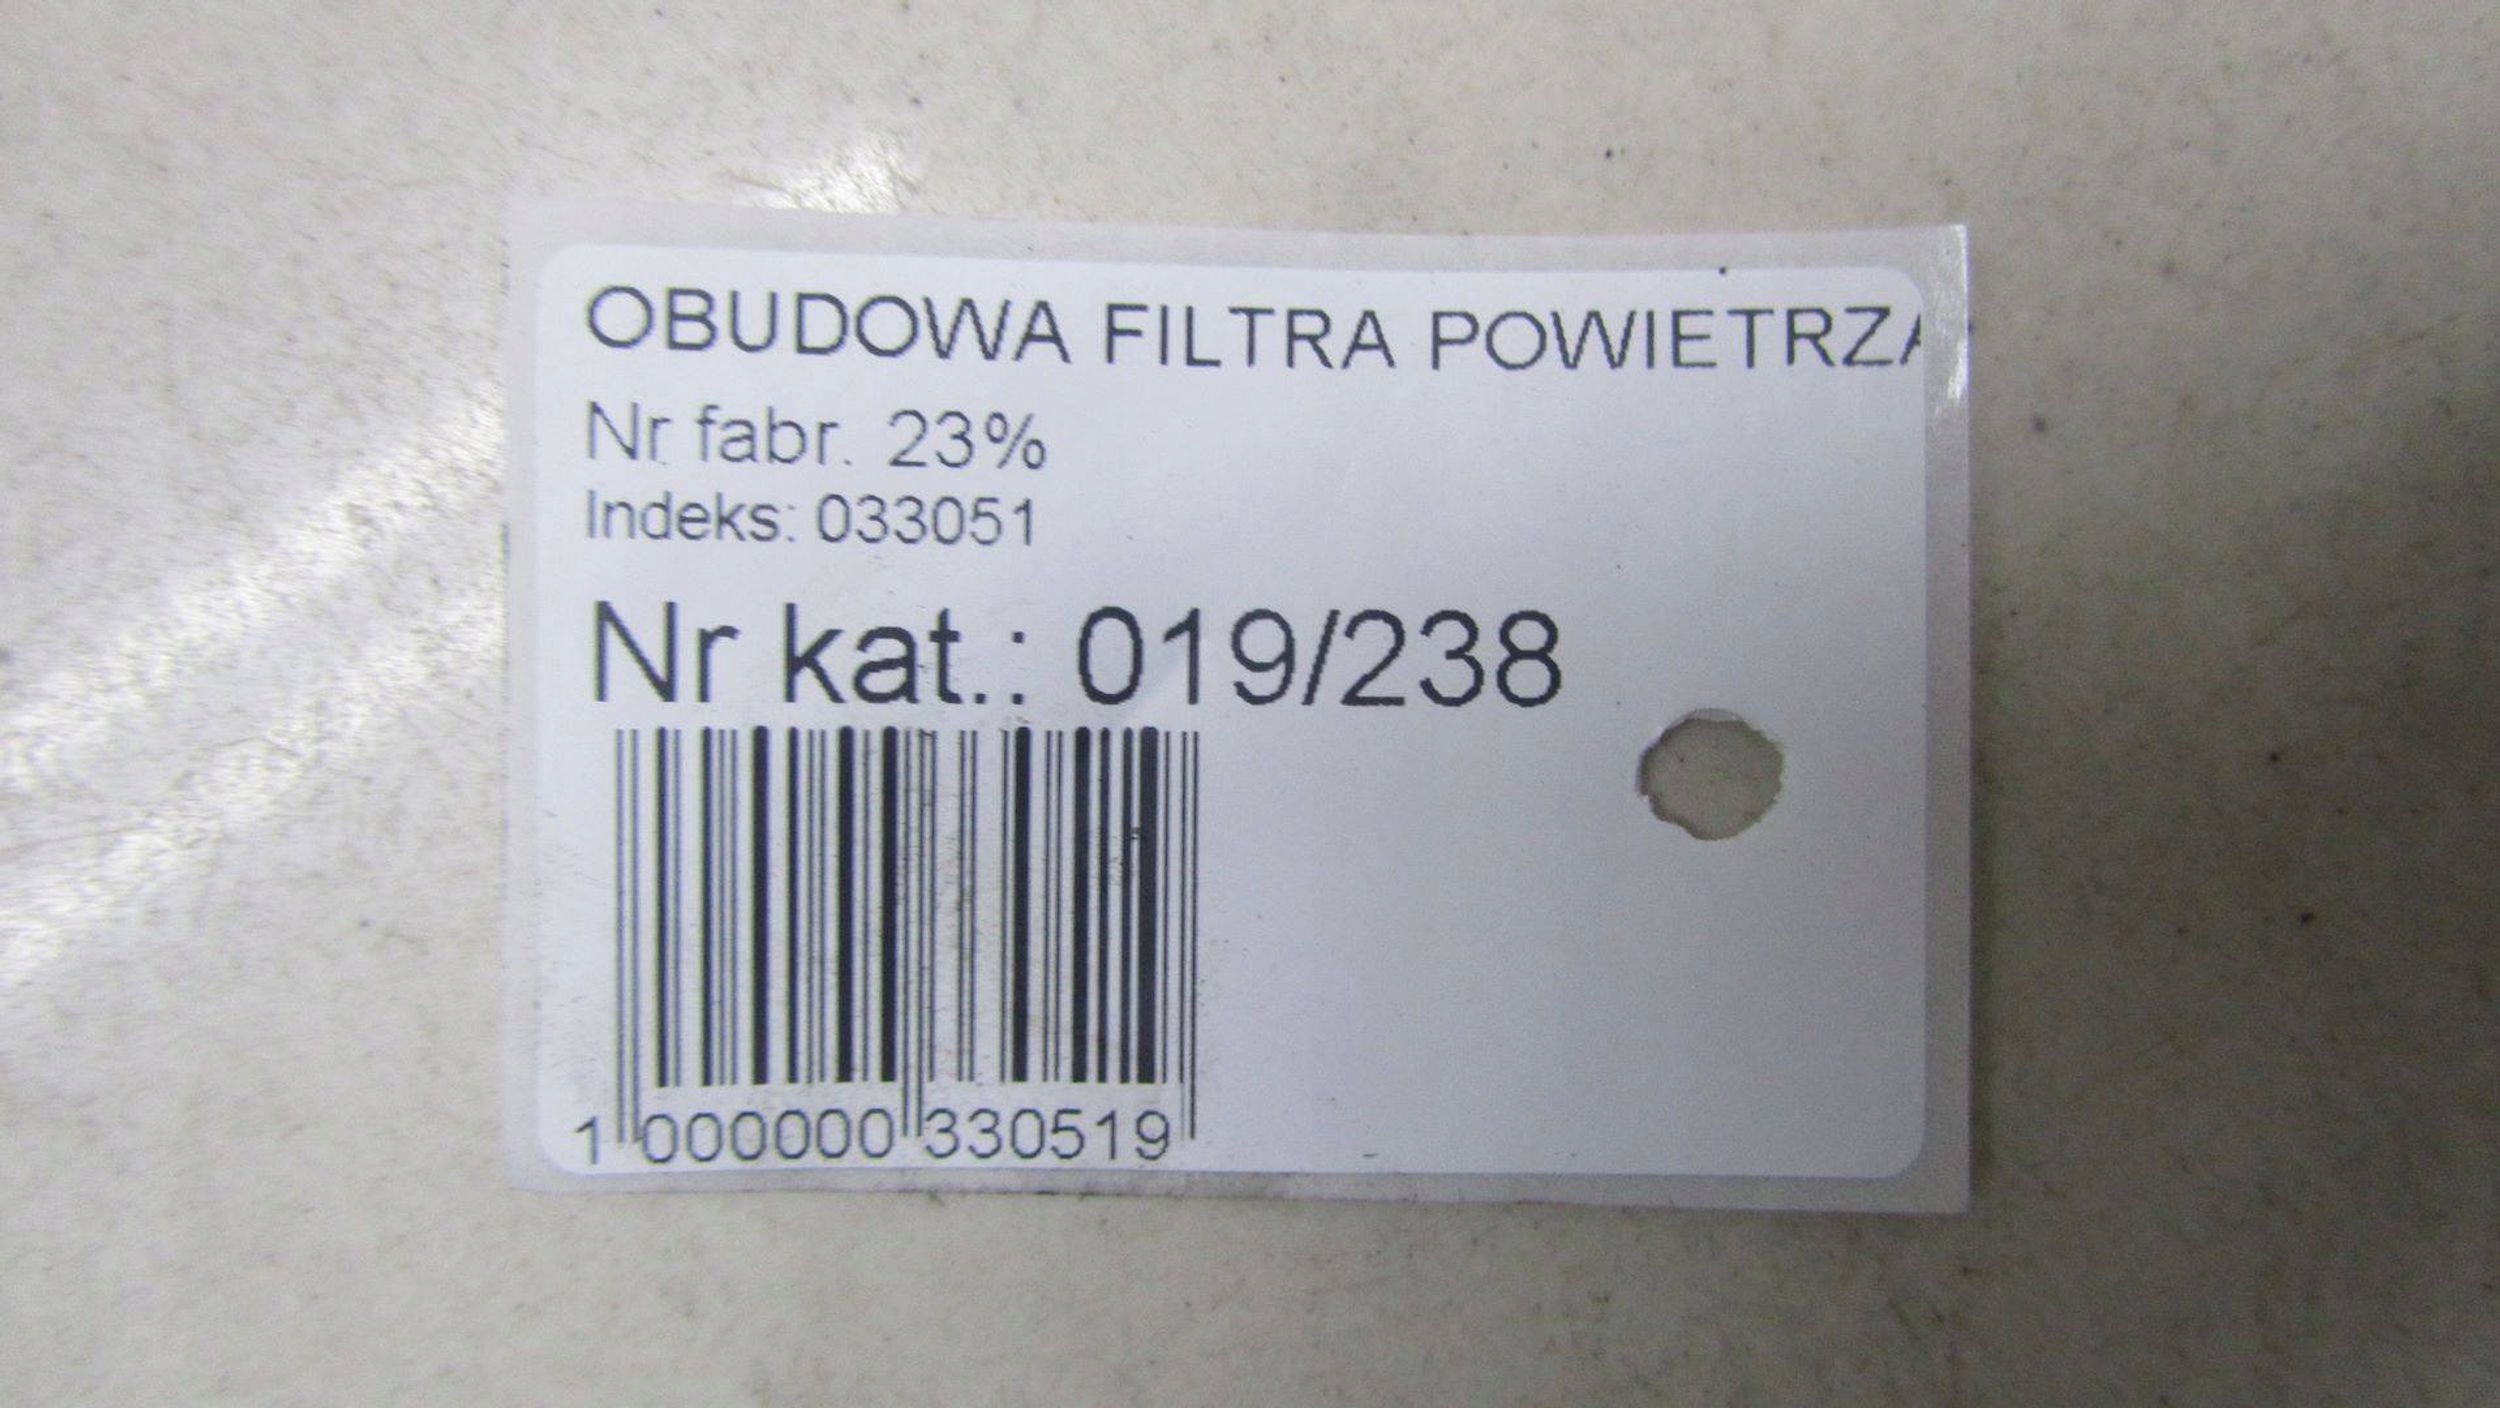 OBUDOWA FILTRA POWIETRZA
Nr fabr. 23%
Indeks: 033051
Nr kat.: 019/238
1 000000 330519